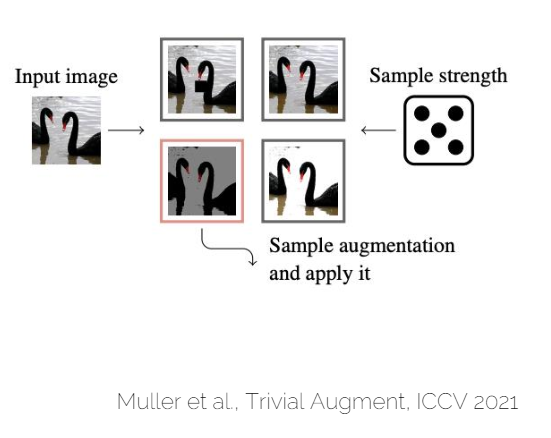 Input image
Sample strength
Sample augmentation
and apply it
Muller et al., Trivial Augment, ICCV 2021